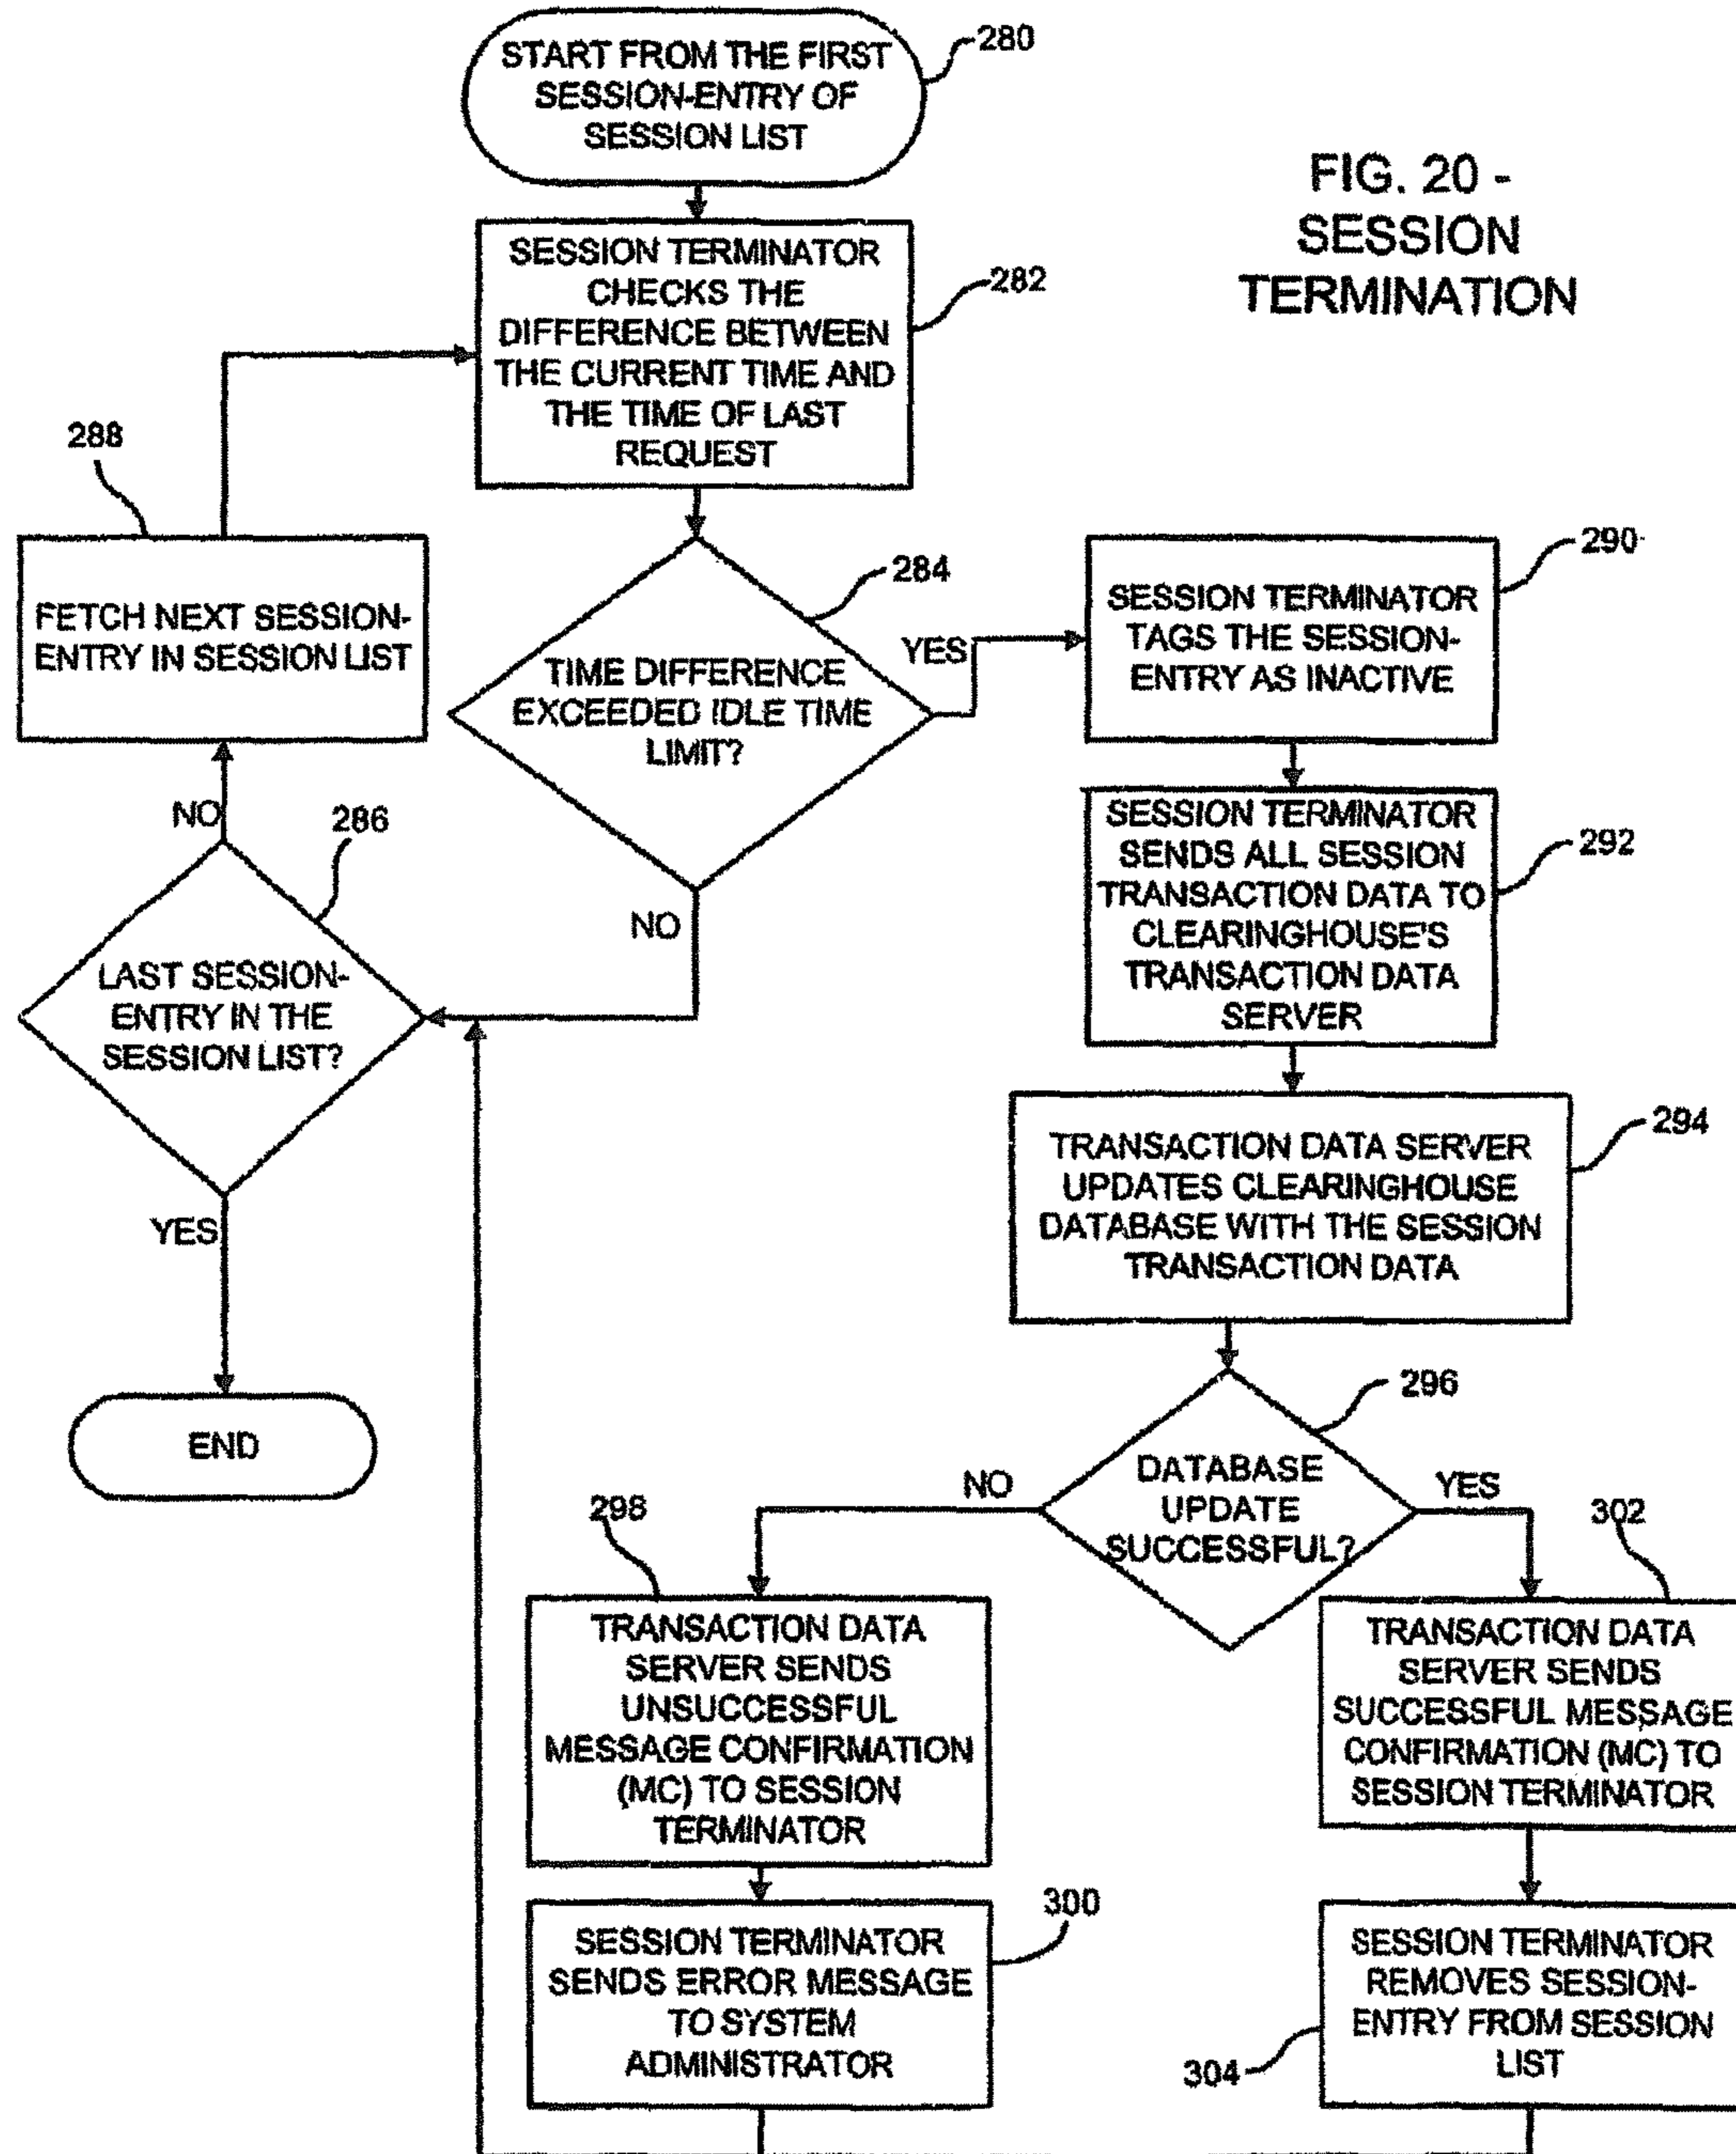 START FROM THE FIRST
SESSION-ENTRY OF
SESSION LIST
280
FIG. 20 -
SESSION
TERMINATION
SESSION TERMINATOR
CHECKS THE
DIFFERENCE BETWEEN
THE CURRENT TIME AND
THE TIME OF LAST
REQUEST
282
288
FETCH NEXT SESSION-
ENTRY IN SESSION LIST
284
TIME DIFFERENCE
EXCEEDED IDLE TIME
LIMIT?
YES
NO
290
SESSION TERMINATOR
TAGS THE SESSION-
ENTRY AS INACTIVE
NO
286
LAST SESSION-
ENTRY IN THE
SESSION LIST?
YES
END
SESSION TERMINATOR
SENDS ALL SESSION
TRANSACTION DATA TO
CLEARINGHOUSE'S
TRANSACTION DATA
SERVER
292
TRANSACTION DATA SERVER
UPDATES CLEARINGHOUSE
DATABASE WITH THE SESSION
TRANSACTION DATA
294
296
DATABASE
UPDATE
SUCCESSFUL?
NO
YES
298
TRANSACTION DATA
SERVER SENDS
UNSUCCESSFUL
MESSAGE CONFIRMATION
(MC) TO SESSION
TERMINATOR
302
TRANSACTION DATA
SERVER SENDS
SUCCESSFUL MESSAGE
CONFIRMATION (MC) TO
SESSION TERMINATOR
300
SESSION TERMINATOR
SENDS ERROR MESSAGE
TO SYSTEM
ADMINISTRATOR
SESSION TERMINATOR
REMOVES SESSION-
ENTRY FROM SESSION
LIST
304